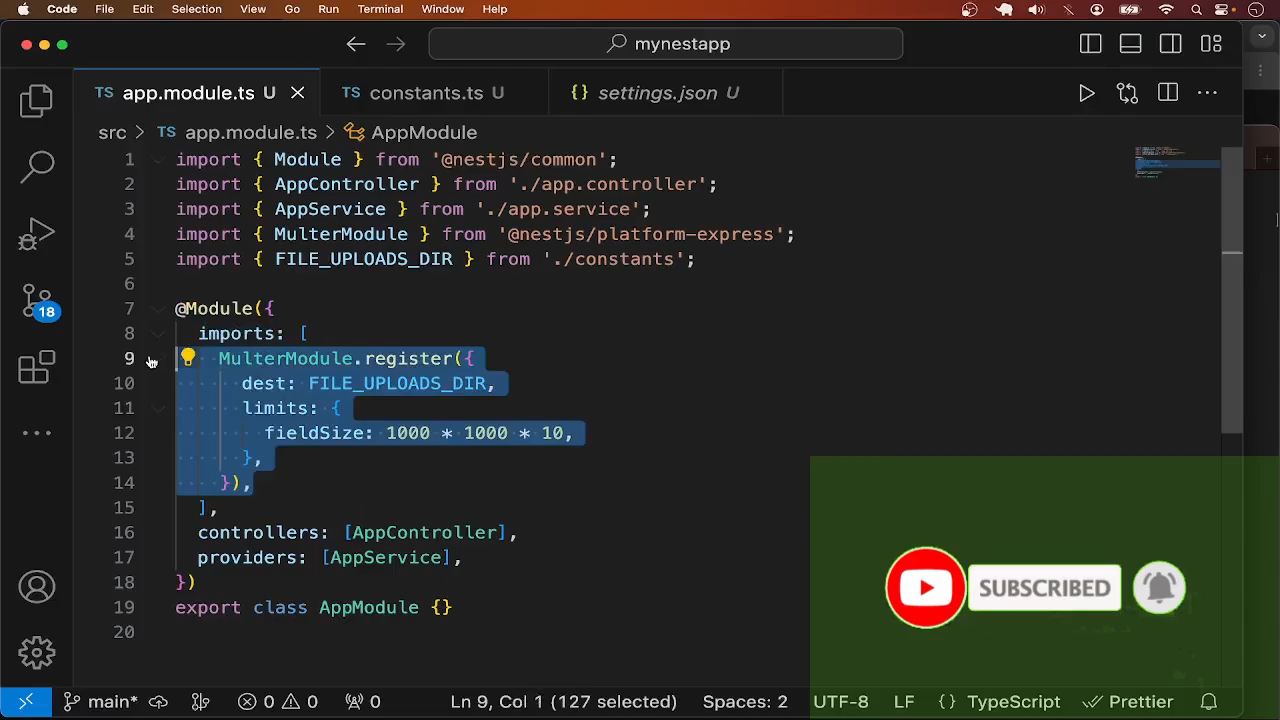 Code File Edit Selection View Go Run Terminal Window Help
mynestapp
TS app.module.ts U
TS constants.ts U
{} settings.json U
src > TS app.module.ts > AppModule
1 import { Module } from '@nestjs/common';
2 import { AppController } from './app.controller';
3 import { AppService } from './app.service';
4 import { MulterModule } from '@nestjs/platform-express';
5 import { FILE_UPLOADS_DIR } from './constants';
6
7 @Module({
8 imports: [
9 MulterModule.register({
10 dest: FILE_UPLOADS_DIR,
11 limits: {
12 fieldSize: 1000 * 1000 * 10,
13 },
14 }),
15 ],
16 controllers: [AppController],
17 providers: [AppService],
18 })
19 export class AppModule {}
20
18
SUBSCRIBED
main* 0 0 0 Ln 9, Col 1 (127 selected) Spaces: 2 UTF-8 LF {} TypeScript Prettier